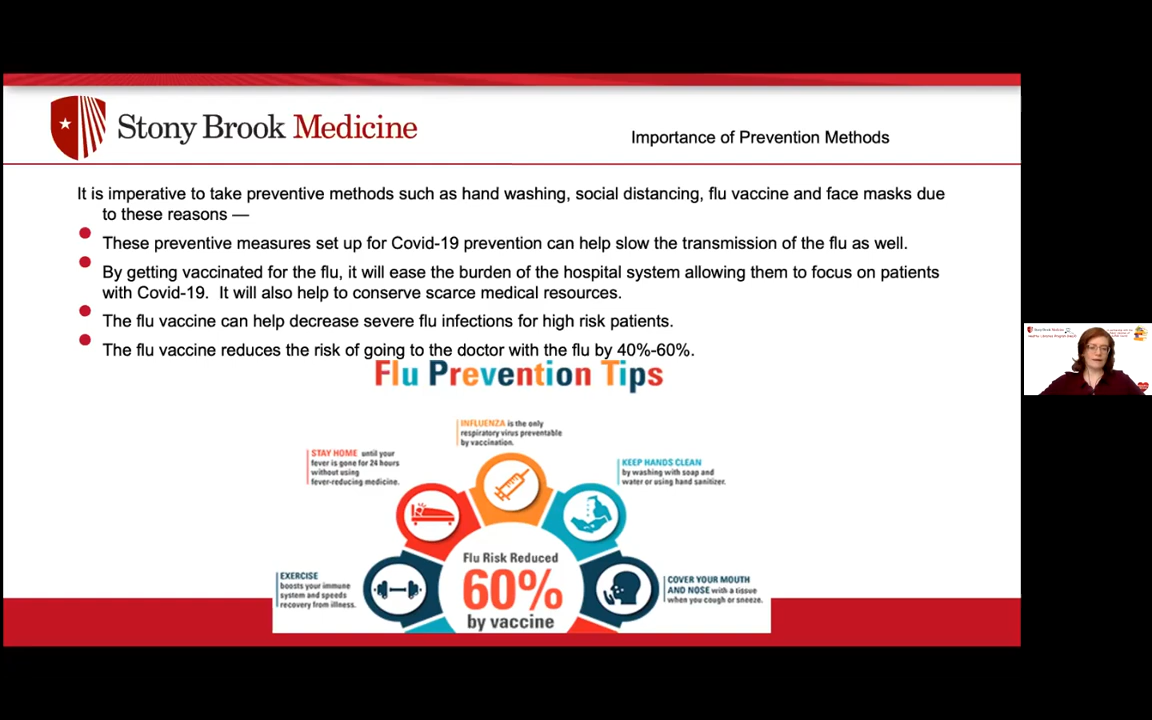 Stony Brook Medicine
Importance of Prevention Methods
It is imperative to take preventive methods such as hand washing, social distancing, flu vaccine and face masks due
to these reasons —
These preventive measures set up for Covid-19 prevention can help slow the transmission of the flu as well.
By getting vaccinated for the flu, it will ease the burden of the hospital system allowing them to focus on patients
with Covid-19. It will also help to conserve scarce medical resources.
The flu vaccine can help decrease severe flu infections for high risk patients.
The flu vaccine reduces the risk of going to the doctor with the flu by 40%-60%.
Flu Prevention Tips
INFLUENZA is the only
respiratory virus preventable
by vaccination.
STAY HOME until your
fever is gone for 24 hours
without using
fever-reducing medicine.
KEEP HANDS CLEAN
by washing with soap and
water or using hand sanitizer.
EXERCISE
boosts your immune
system and speeds
recovery from illness.
Flu Risk Reduced
60%
by vaccine
COVER YOUR MOUTH
AND NOSE with a tissue
when you cough or sneeze.
Stony Brook Medicine